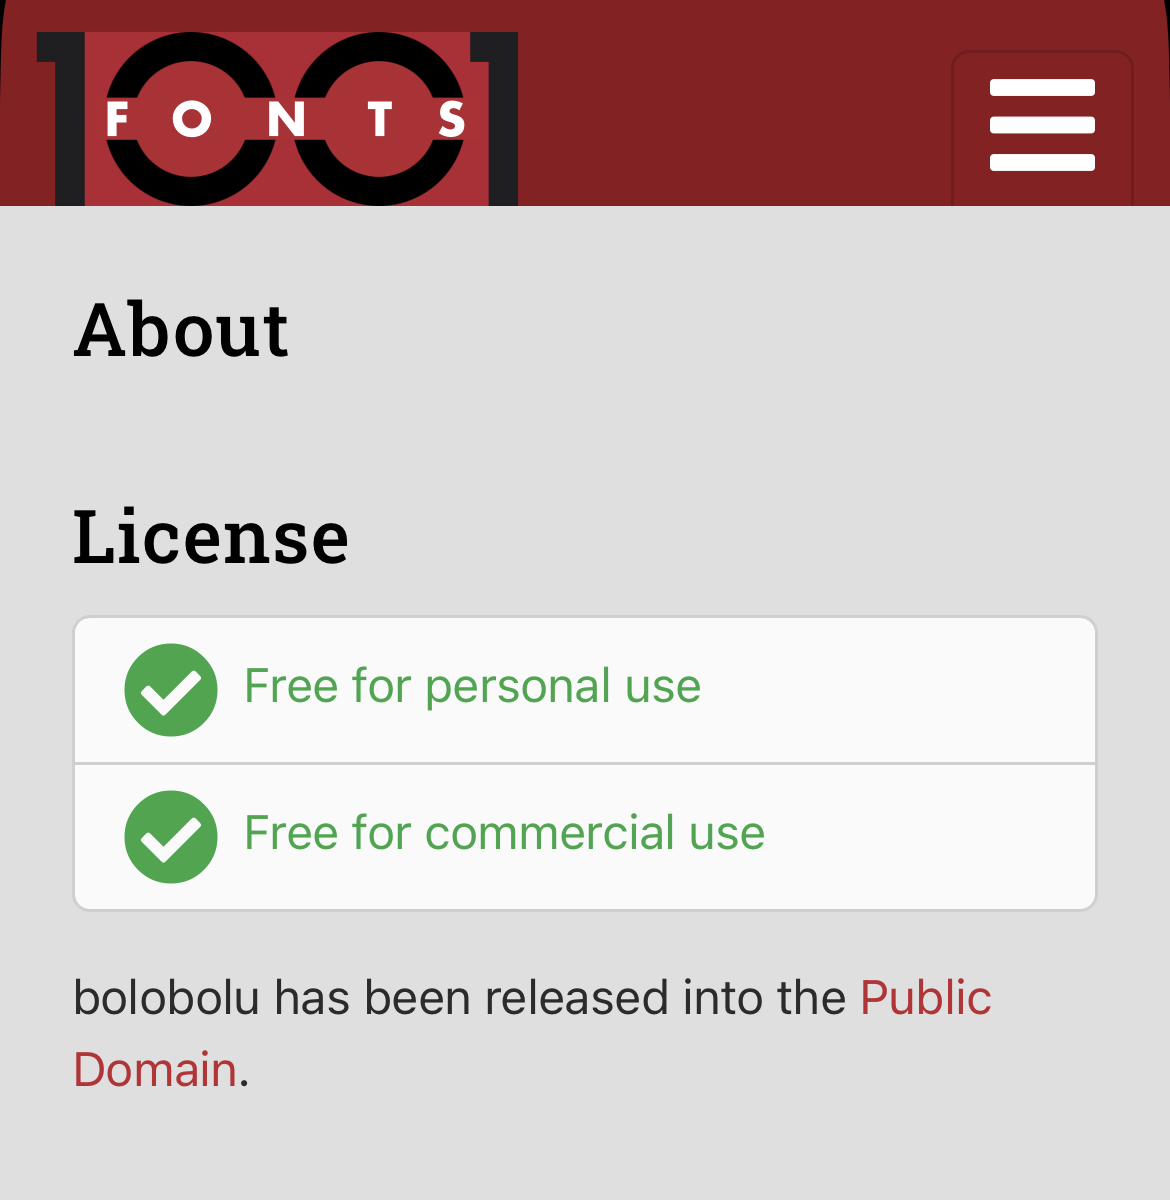 1001
FONTS
About
License
Free for personal use
Free for commercial use
bolobolu has been released into the Public
Domain.